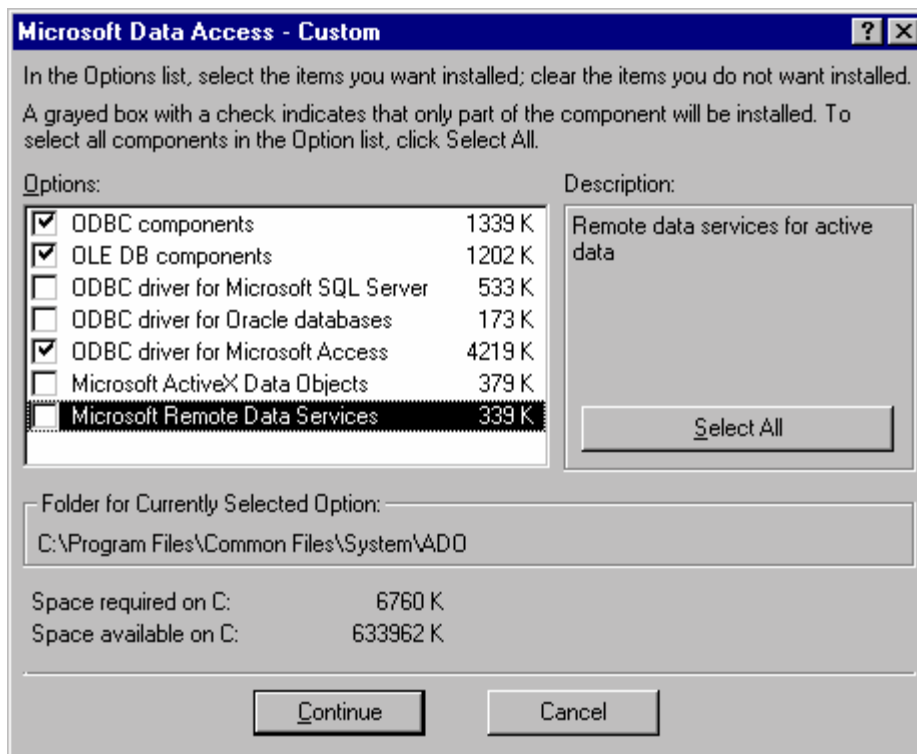 Microsoft Data Access - Custom
In the Options list, select the items you want installed; clear the items you do not want installed.
A grayed box with a check indicates that only part of the component will be installed. To
select all components in the Option list, click Select All.
Options:
Description:
ODBC components 1339 K
OLE DB components 1202 K
ODBC driver for Microsoft SQL Server 533 K
ODBC driver for Oracle databases 173 K
ODBC driver for Microsoft Access 4219 K
Microsoft ActiveX Data Objects 379 K
Microsoft Remote Data Services 339 K
Remote data services for active
data
Select All
Folder for Currently Selected Option:
C:\Program Files\Common Files\System\ADO
Space required on C: 6760 K
Space available on C: 633962 K
Continue
Cancel